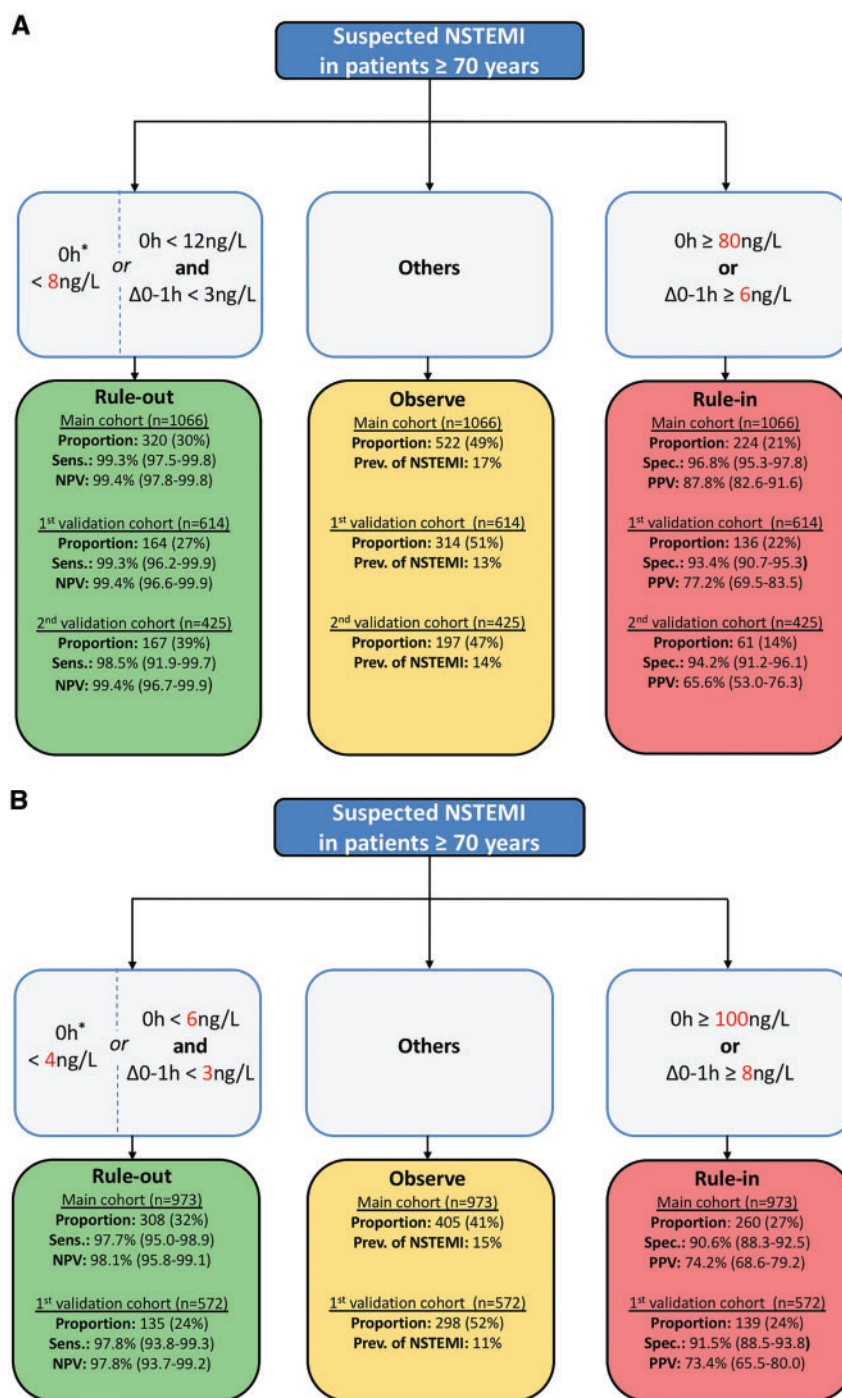 A
Suspected NSTEMI
in patients ≥ 70 years
0h*
< 8ng/L
or
0h < 12ng/L
and
Δ0-1h < 3ng/L
Others
0h ≥ 80ng/L
or
Δ0-1h ≥ 6ng/L
Rule-out
Main cohort (n=1066)
Proportion: 320 (30%)
Sens.: 99.3% (97.5-99.8)
NPV: 99.4% (97.8-99.8)
1st validation cohort (n=614)
Proportion: 164 (27%)
Sens.: 99.3% (96.2-99.9)
NPV: 99.4% (96.6-99.9)
2nd validation cohort (n=425)
Proportion: 167 (39%)
Sens.: 98.5% (91.9-99.7)
NPV: 99.4% (96.7-99.9)
Observe
Main cohort (n=1066)
Proportion: 522 (49%)
Prev. of NSTEMI: 17%
1st validation cohort (n=614)
Proportion: 314 (51%)
Prev. of NSTEMI: 13%
2nd validation cohort (n=425)
Proportion: 197 (47%)
Prev. of NSTEMI: 14%
Rule-in
Main cohort (n=1066)
Proportion: 224 (21%)
Spec.: 96.8% (95.3-97.8)
PPV: 87.8% (82.6-91.6)
1st validation cohort (n=614)
Proportion: 136 (22%)
Spec.: 93.4% (90.7-95.3)
PPV: 77.2% (69.5-83.5)
2nd validation cohort (n=425)
Proportion: 61 (14%)
Spec.: 94.2% (91.2-96.1)
PPV: 65.6% (53.0-76.3)
B
Suspected NSTEMI
in patients ≥ 70 years
0h*
< 4ng/L
or
0h < 6ng/L
and
Δ0-1h < 3ng/L
Others
0h ≥ 100ng/L
or
Δ0-1h ≥ 8ng/L
Rule-out
Main cohort (n=973)
Proportion: 308 (32%)
Sens.: 97.7% (95.0-98.9)
NPV: 98.1% (95.8-99.1)
1st validation cohort (n=572)
Proportion: 135 (24%)
Sens.: 97.8% (93.8-99.3)
NPV: 97.8% (93.7-99.2)
Observe
Main cohort (n=973)
Proportion: 405 (41%)
Prev. of NSTEMI: 15%
1st validation cohort (n=572)
Proportion: 298 (52%)
Prev. of NSTEMI: 11%
Rule-in
Main cohort (n=973)
Proportion: 260 (27%)
Spec.: 90.6% (88.3-92.5)
PPV: 74.2% (68.6-79.2)
1st validation cohort (n=572)
Proportion: 139 (24%)
Spec.: 91.5% (88.5-93.8)
PPV: 73.4% (65.5-80.0)